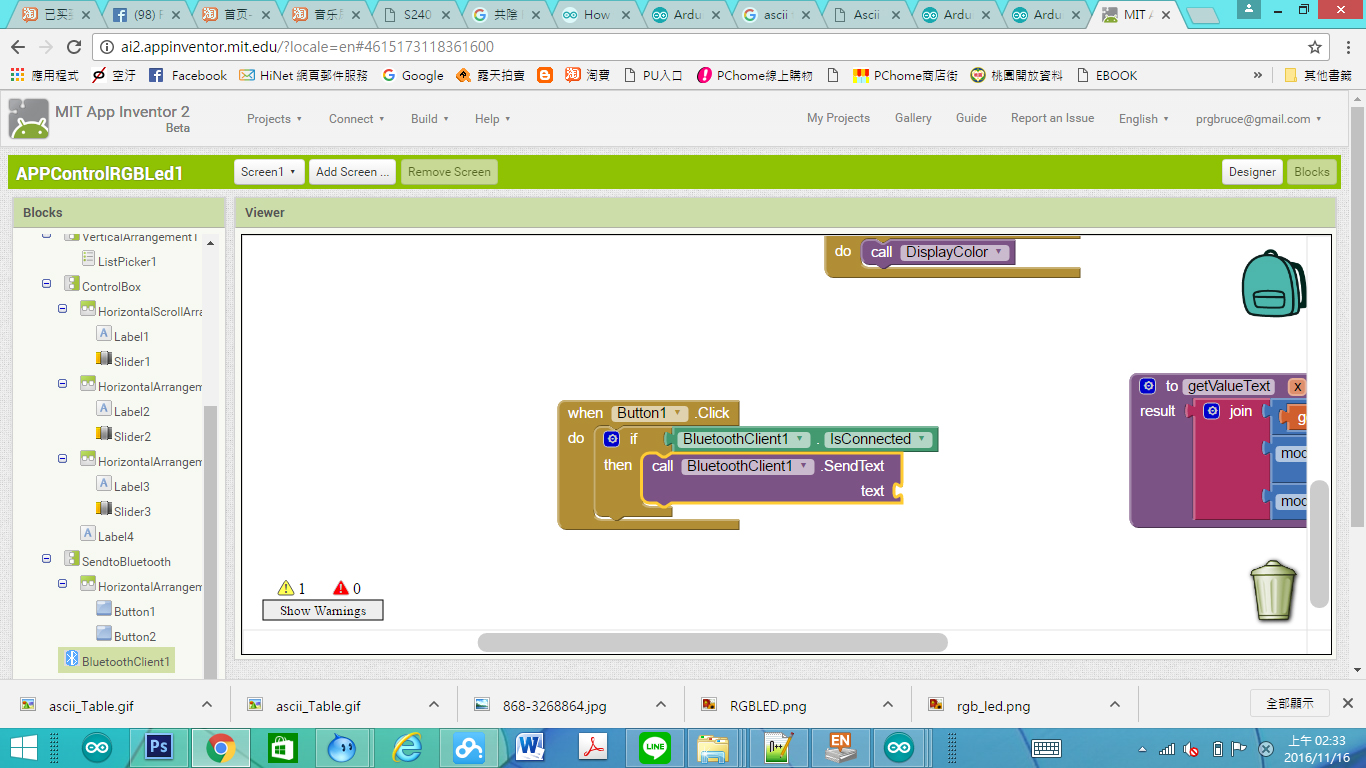 已买
(98) F
首页-
音乐反
S240
共陰
How
Ardu
ascii
Ascii
Ardu
Ardu
MIT A
ai2.appinventor.mit.edu/?locale=en#4615173118361600
應用程式
空汙
Facebook
HiNet 網頁郵件服務
Google
露天拍賣
淘寶
PU入口
PChome線上購物
PChome商店街
桃園開放資料
EBOOK
»
其他書籤
MIT App Inventor 2
Beta
Projects
Connect
Build
Help
My Projects
Gallery
Guide
Report an Issue
English
prgbruce@gmail.com
APPControlRGBLed1
Screen1
Add Screen ...
Remove Screen
Designer
Blocks
Blocks
Viewer
VerticalArrangement1
ListPicker1
ControlBox
HorizontalScrollArra
Label1
Slider1
HorizontalArrangem
Label2
Slider2
HorizontalArrangem
Label3
Slider3
Label4
SendtoBluetooth
HorizontalArrangem
Button1
Button2
BluetoothClient1
do call DisplayColor
when Button1 .Click
do if BluetoothClient1 . IsConnected
then call BluetoothClient1 .SendText
text
to getValueText x
result join g
moc
moc
1 0
Show Warnings
ascii_Table.gif
ascii_Table.gif
868-3268864.jpg
RGBLED.png
rgb_led.png
全部顯示
Ps
LINE
EN
上午 02:33
2016/11/16